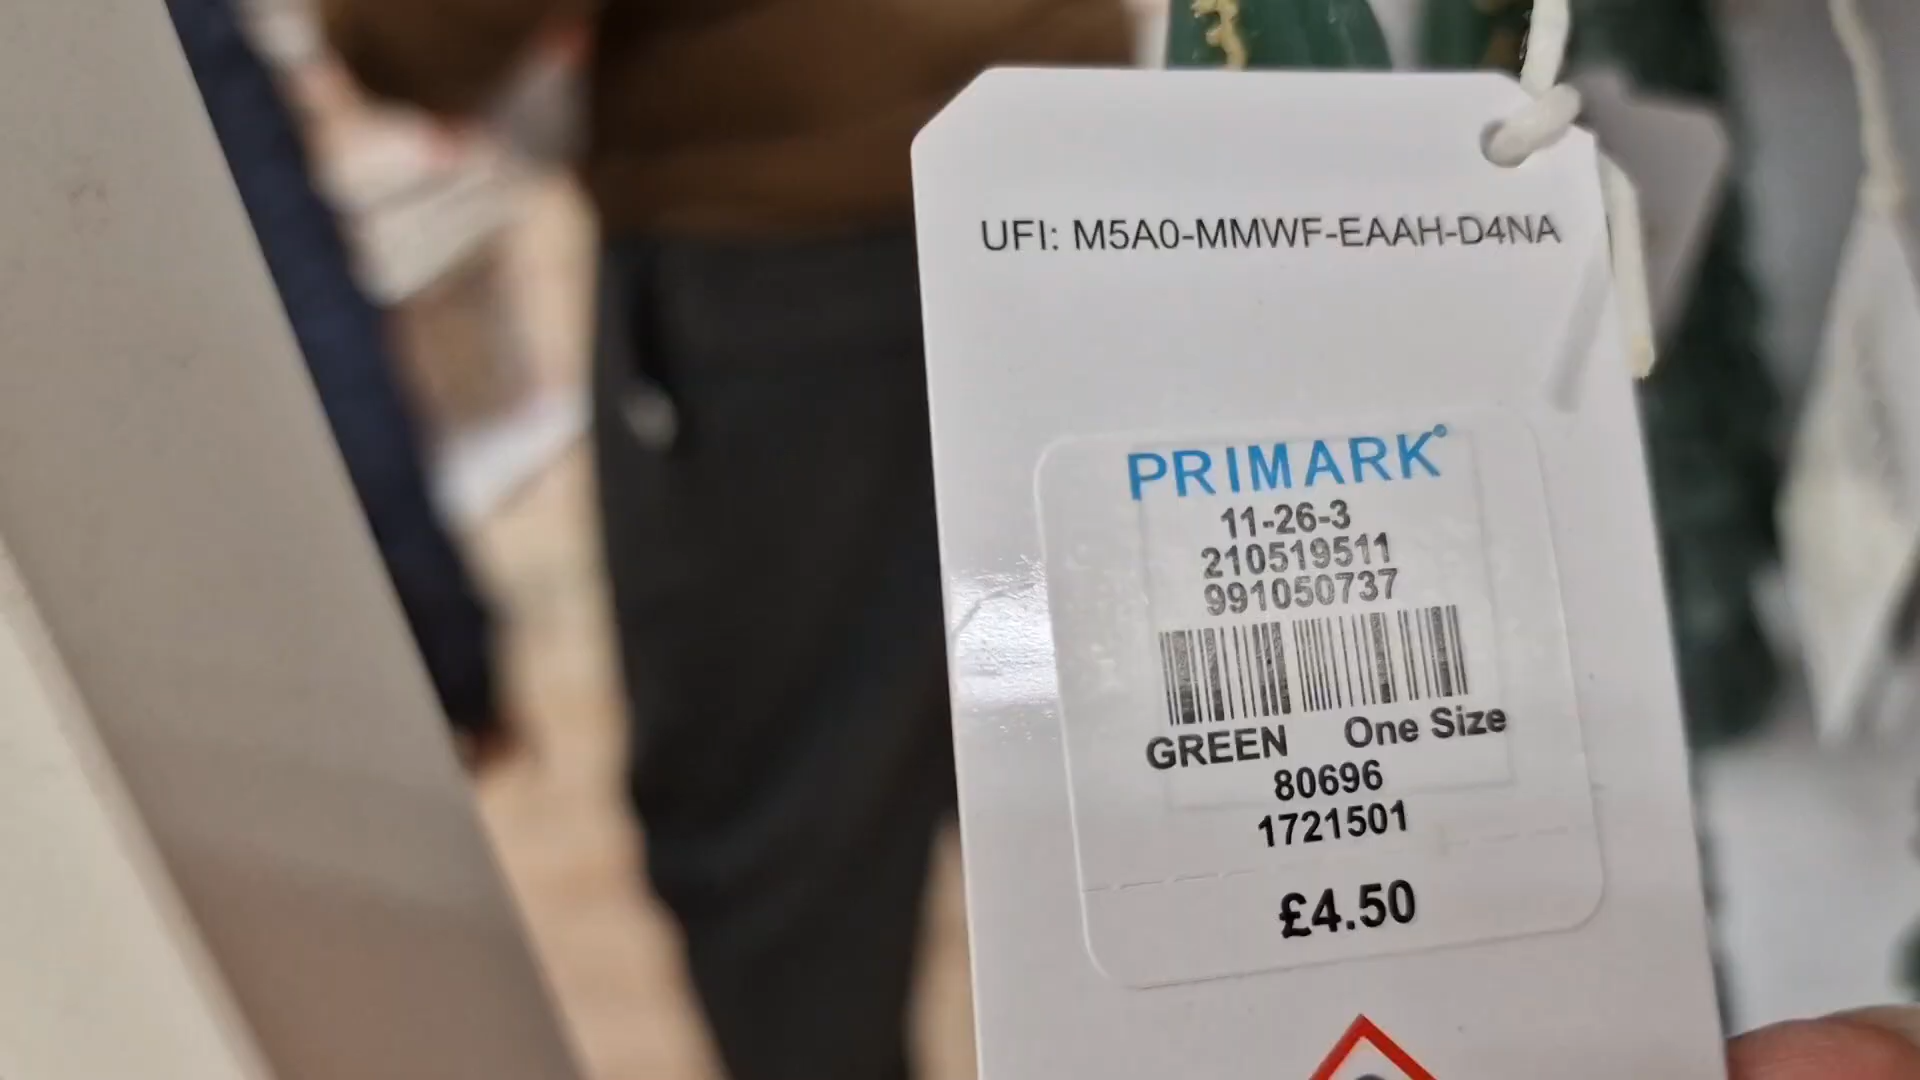 UFI: M5A0-MMWF-EAAH-D4NA
PRIMARK
11-26-3
210519511
991050737
GREEN One Size
80696
1721501
£4.50